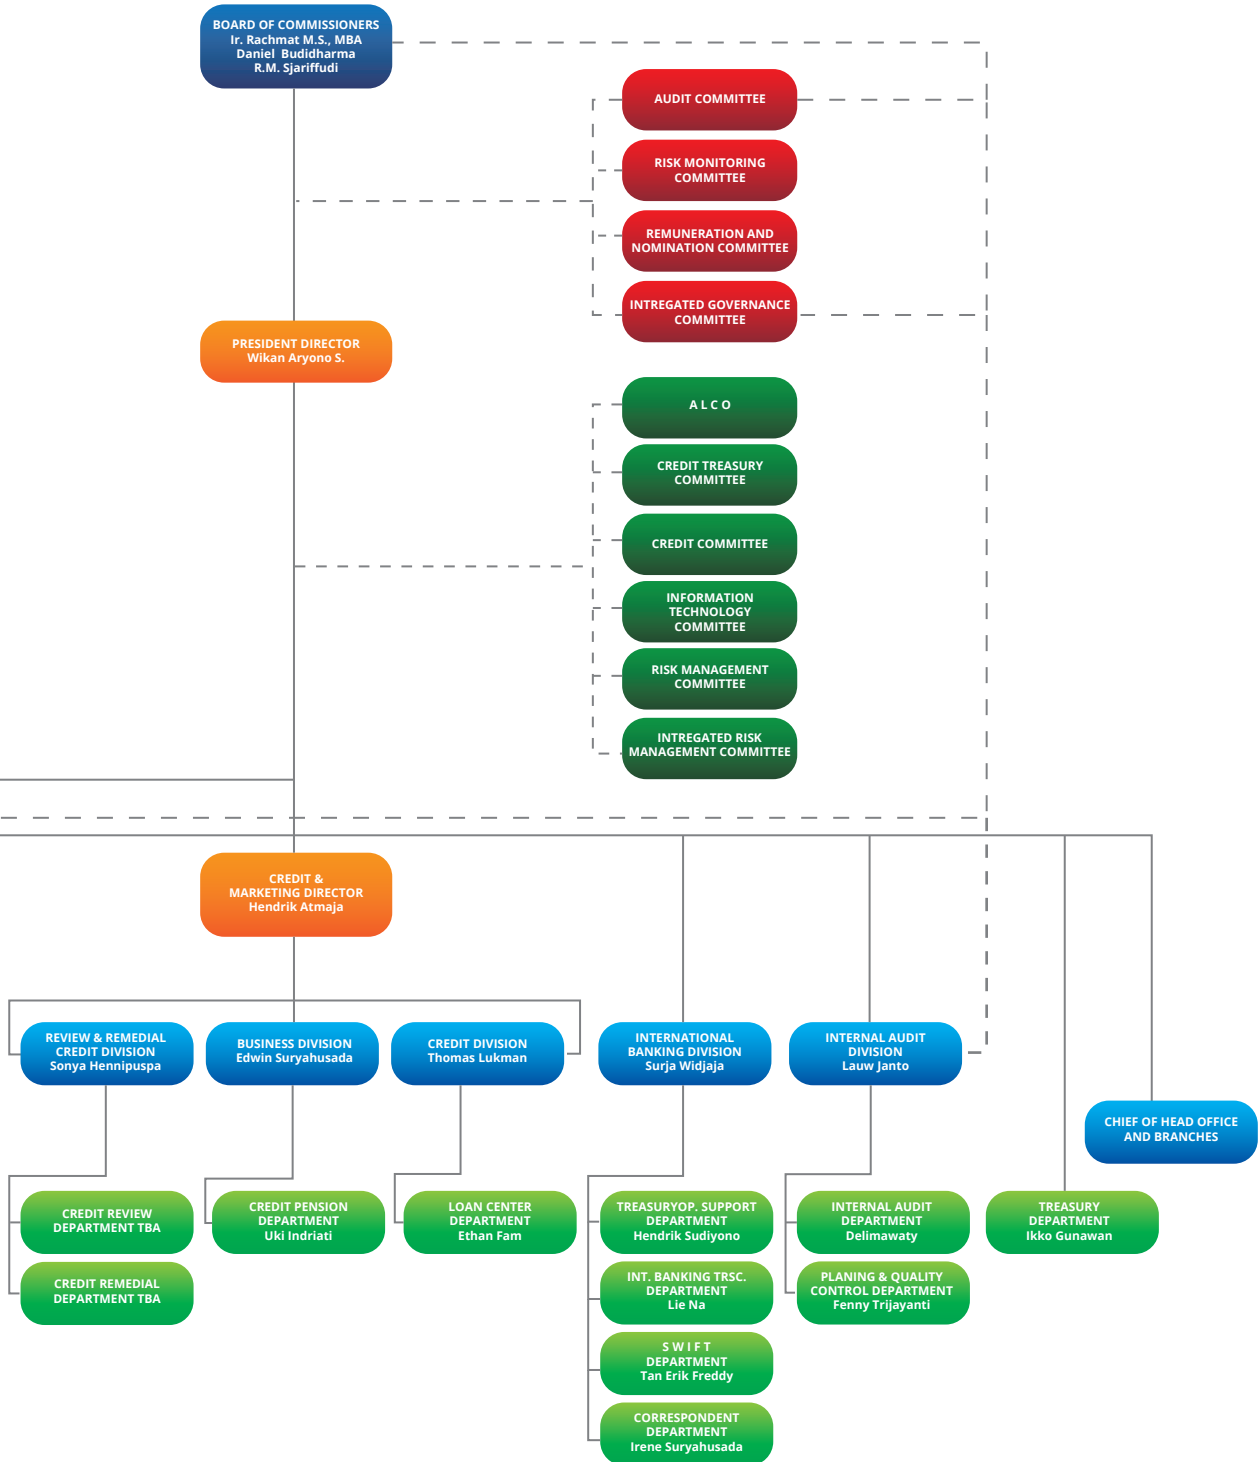 BOARD OF COMMISSIONERS
Ir. Rachmat M.S., MBA
Daniel Budidharma
R.M. Sjariffudi
AUDIT COMMITTEE
RISK MONITORING
COMMITTEE
REMUNERATION AND
NOMINATION COMMITTEE
INTREGATED GOVERNANCE
COMMITTEE
PRESIDENT DIRECTOR
Wikan Aryono S.
A L C O
CREDIT TREASURY
COMMITTEE
CREDIT COMMITTEE
INFORMATION
TECHNOLOGY
COMMITTEE
RISK MANAGEMENT
COMMITTEE
INTREGATED RISK
MANAGEMENT COMMITTEE
CREDIT &
MARKETING DIRECTOR
Hendrik Atmaja
REVIEW & REMEDIAL
CREDIT DIVISION
Sonya Hennipuspa
BUSINESS DIVISION
Edwin Suryahusada
CREDIT DIVISION
Thomas Lukman
INTERNATIONAL
BANKING DIVISION
Surja Widjaja
INTERNAL AUDIT
DIVISION
Lauw Janto
CHIEF OF HEAD OFFICE
AND BRANCHES
CREDIT REVIEW
DEPARTMENT TBA
CREDIT PENSION
DEPARTMENT
Uki Indriati
LOAN CENTER
DEPARTMENT
Ethan Fam
TREASURYOP. SUPPORT
DEPARTMENT
Hendrik Sudiyono
INTERNAL AUDIT
DEPARTMENT
Delimawaty
TREASURY
DEPARTMENT
Ikko Gunawan
CREDIT REMEDIAL
DEPARTMENT TBA
INT. BANKING TRSC.
DEPARTMENT
Lie Na
PLANING & QUALITY
CONTROL DEPARTMENT
Fenny Trijayanti
S W I F T
DEPARTMENT
Tan Erik Freddy
CORRESPONDENT
DEPARTMENT
Irene Suryahusada